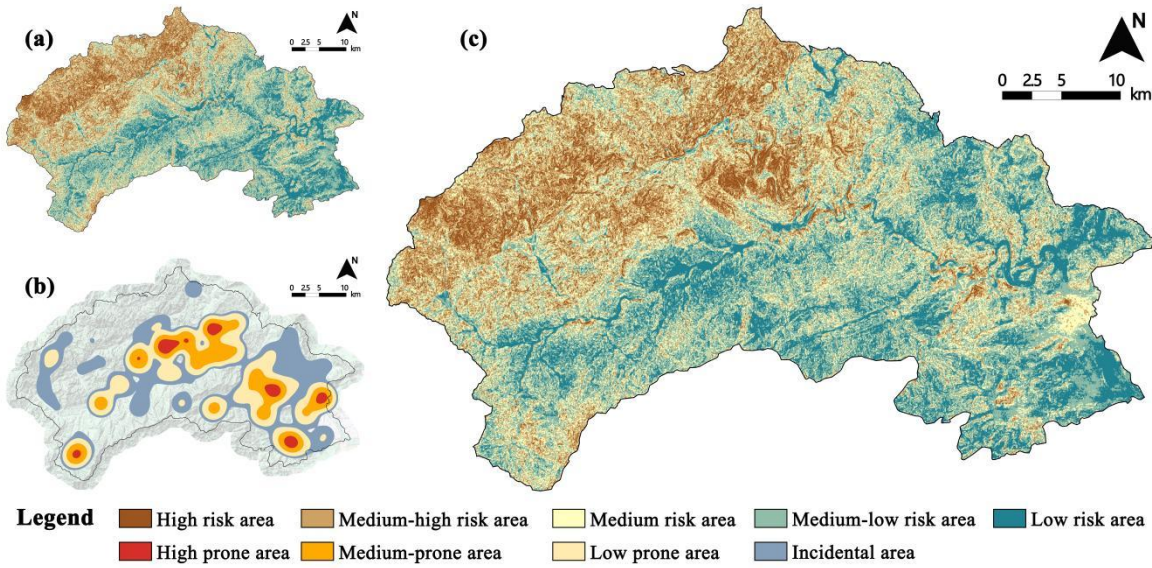 (a)
N
0 2.5 5 10
km
(b)
N
0 2.5 5 10
km
(c)
N
0 2.5 5 10
km
Legend
High risk area
Medium-high risk area
Medium risk area
Medium-low risk area
Low risk area
High prone area
Medium-prone area
Low prone area
Incidental area